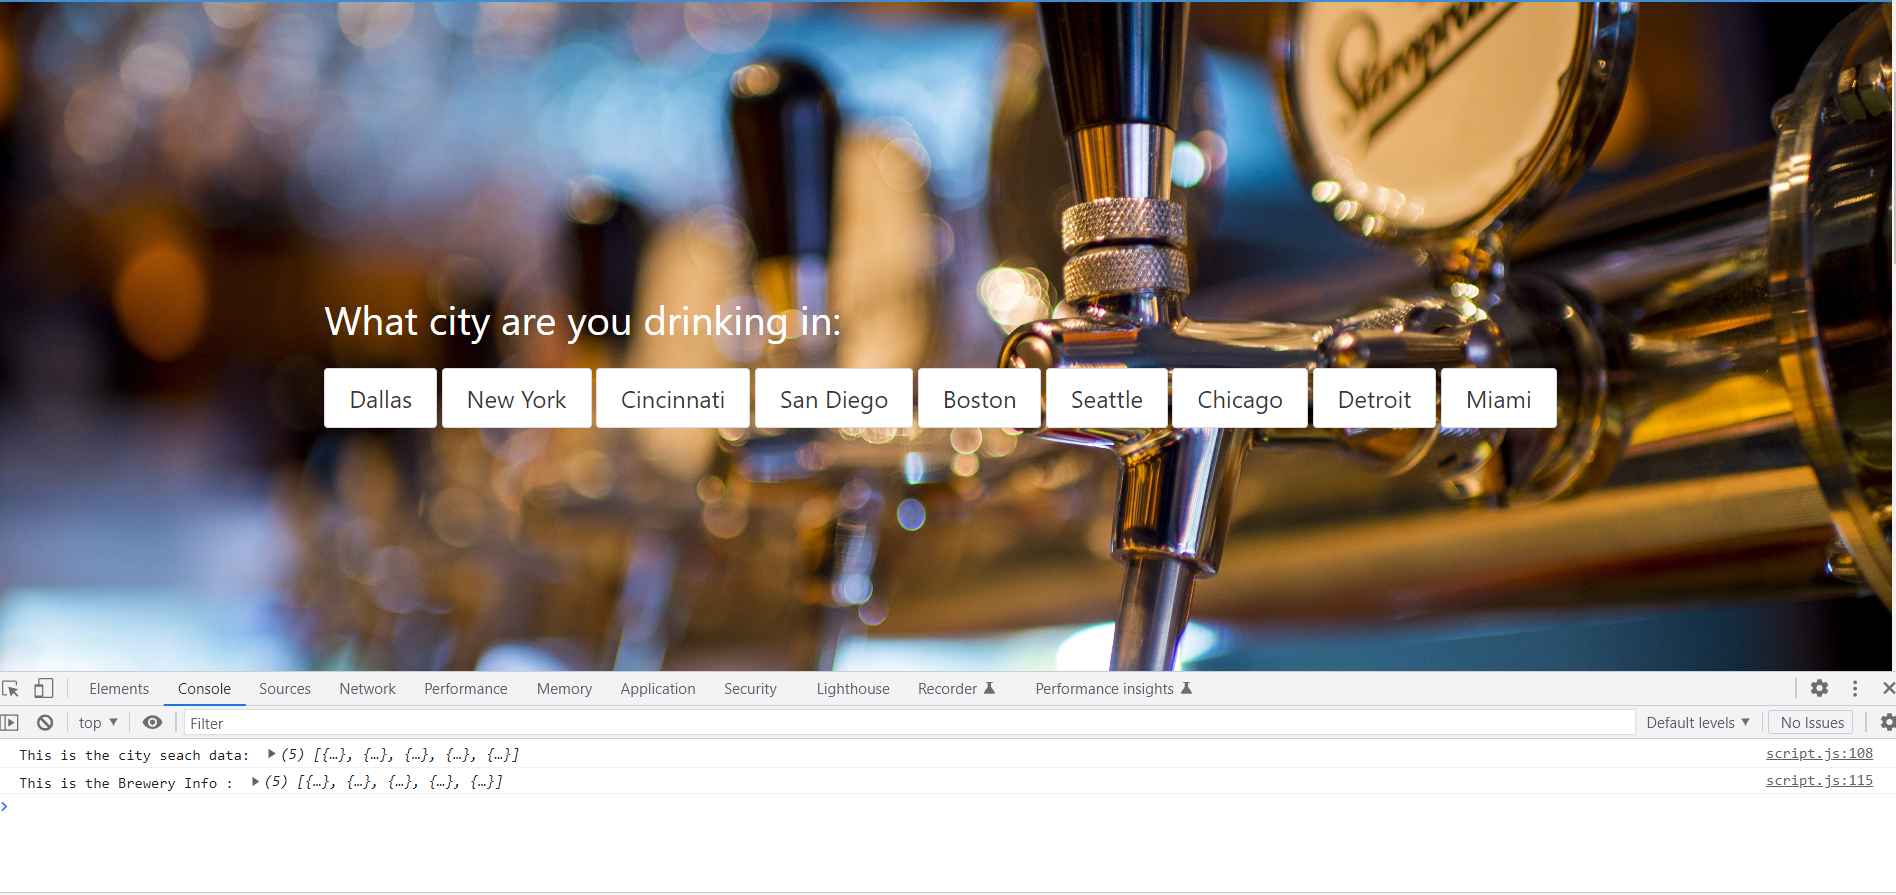 Staropramen
What city are you drinking in:
Dallas New York Cincinnati San Diego Boston Seattle Chicago Detroit Miami
Elements Console Sources Network Performance Memory Application Security Lighthouse Recorder Performance insights
top ▼ Filter Default levels ▼ No Issues
This is the city seach data: ▶(5) [{…}, {…}, {…}, {…}, {…}] script.js:108
This is the Brewery Info : ▶(5) [{…}, {…}, {…}, {…}, {…}] script.js:115